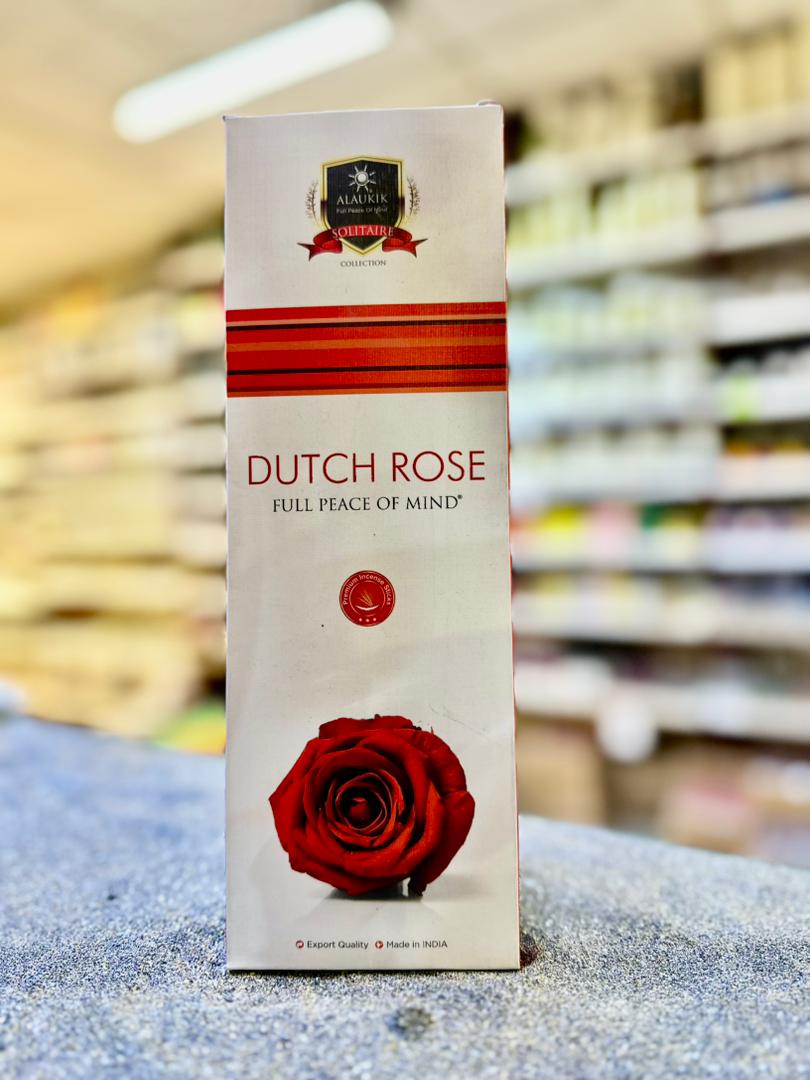 ALAUKIK
Full Peace Of Mind
SOLITAIRE
COLLECTION
DUTCH ROSE
FULL PEACE OF MIND®
Premium Incense Sticks
Export Quality Made in INDIA